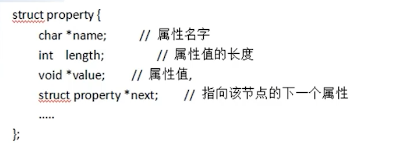 struct property {
char *name; // 属性名字
int length; // 属性值的长度
void *value; // 属性值,
struct property *next; // 指向该节点的下一个属性
.....
};